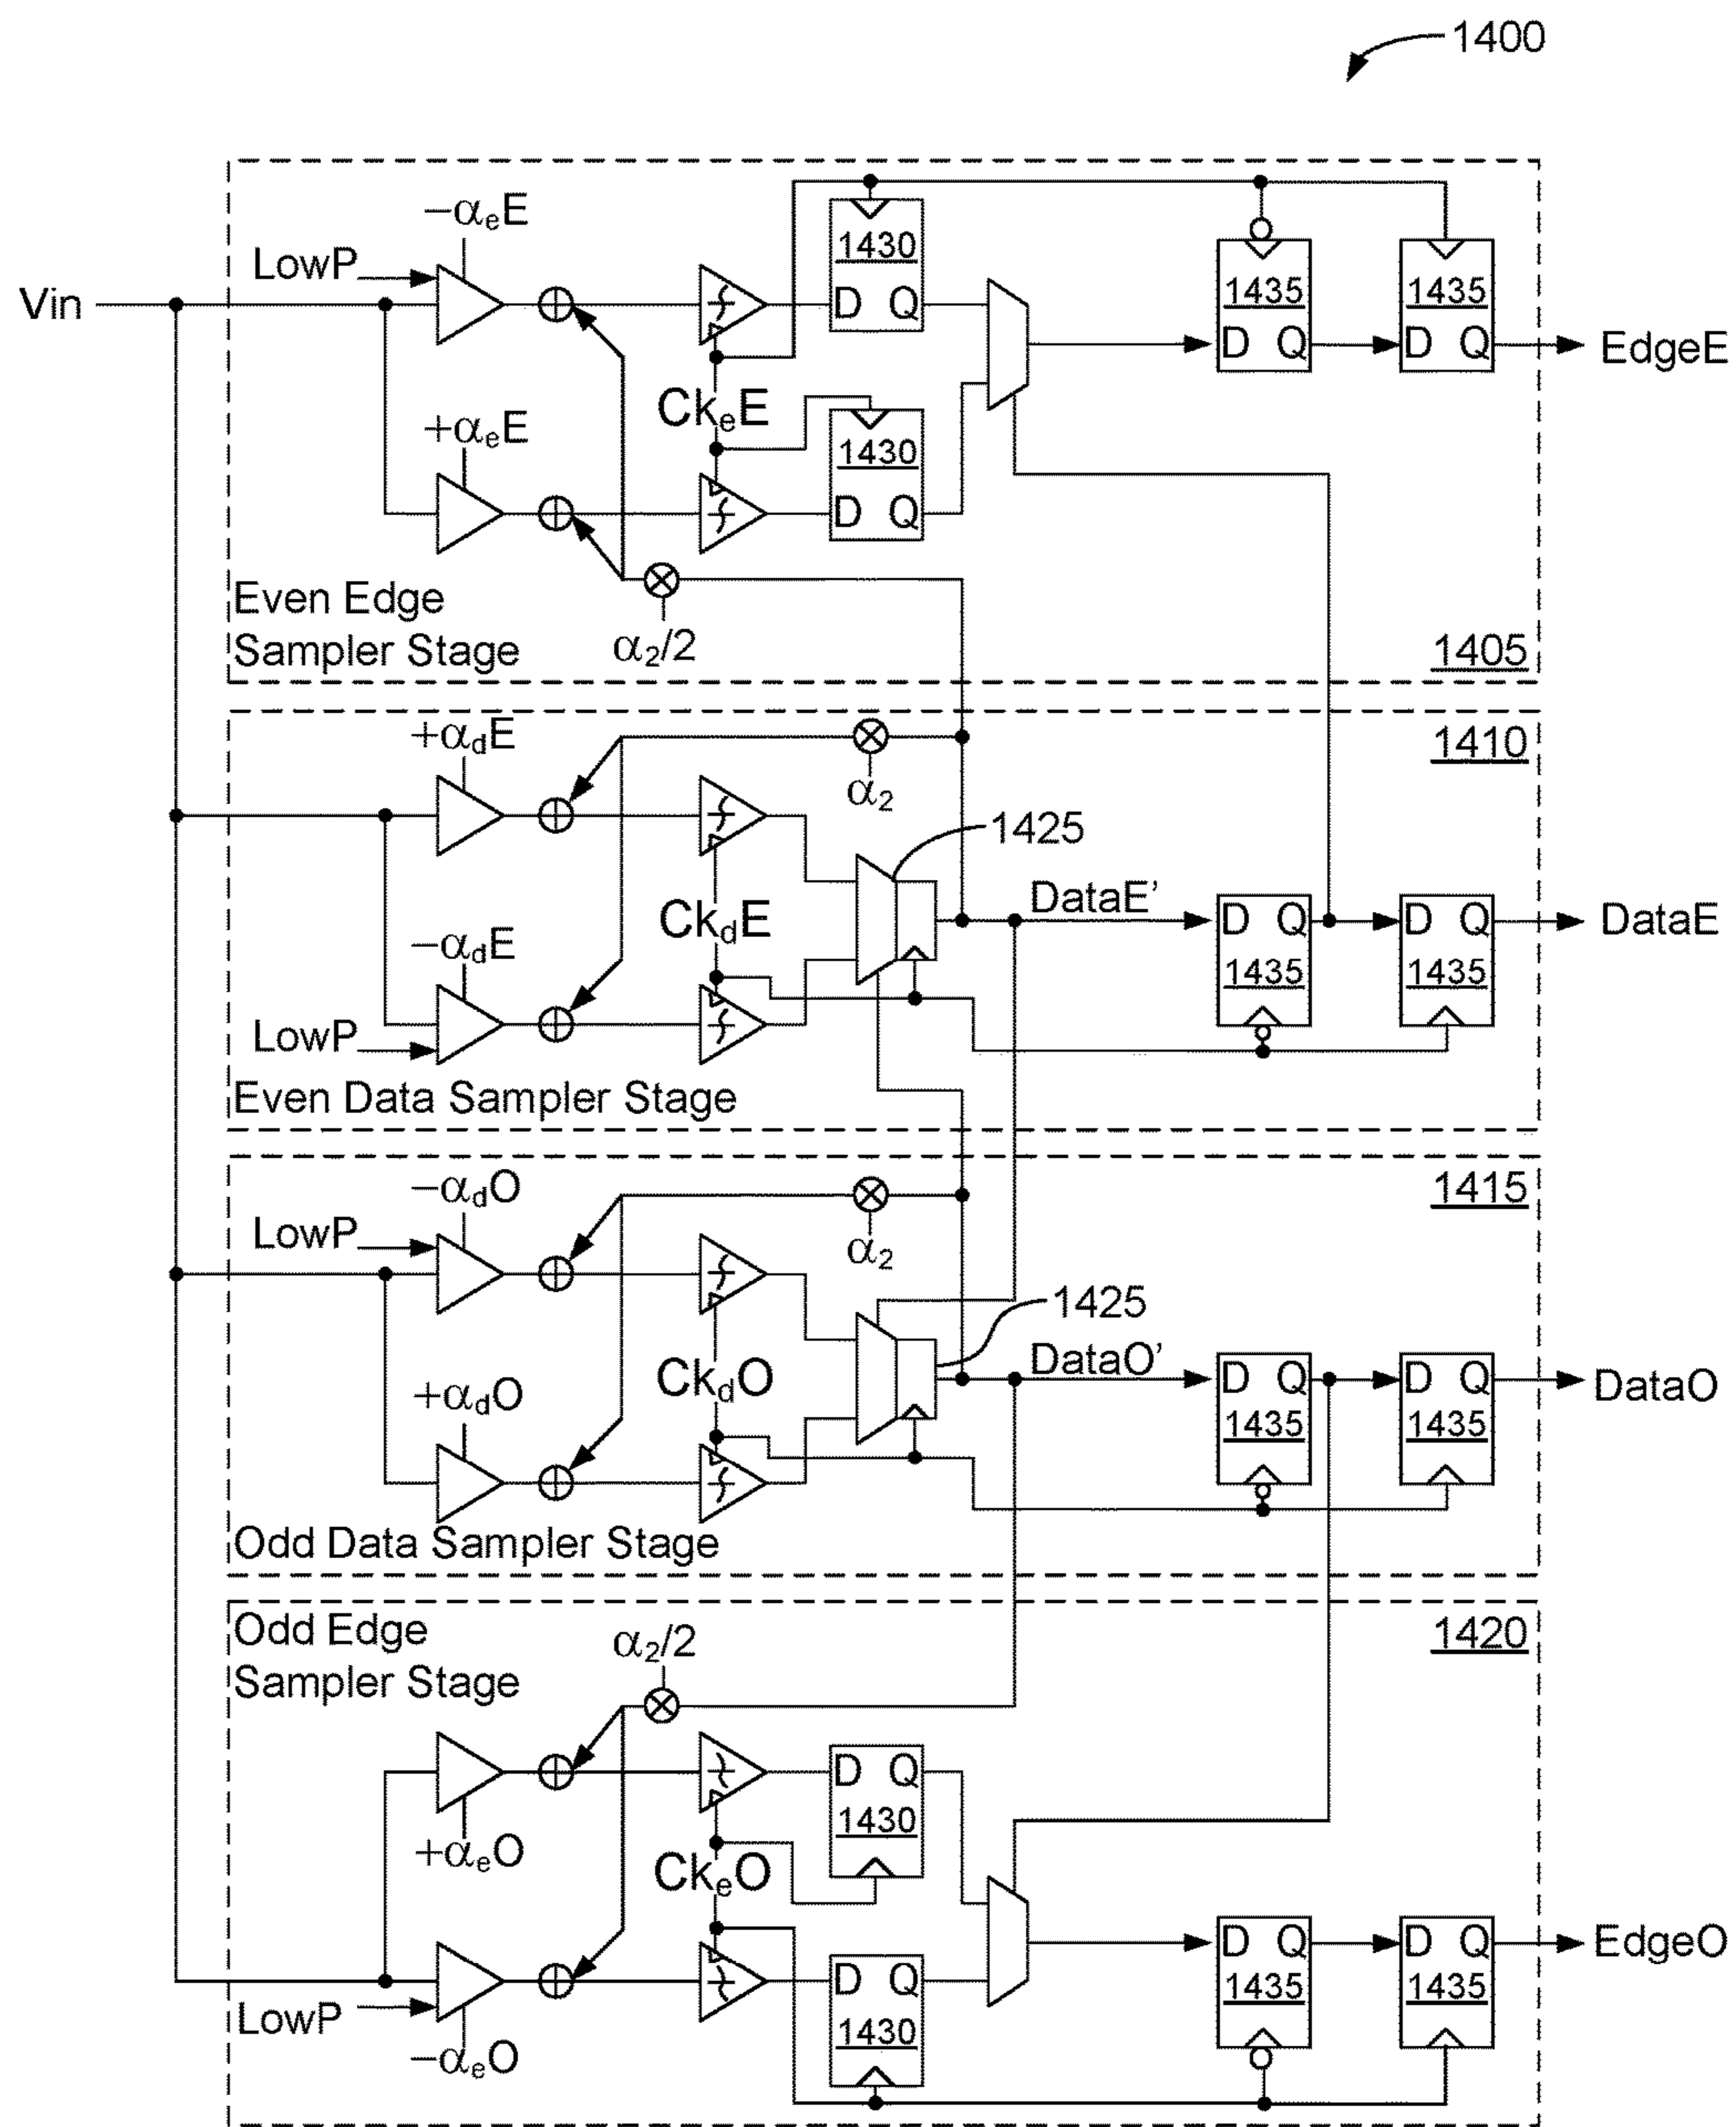 1400
Vin
LowP
−αeE
1430
D Q
1435
D Q
1435
D Q
EdgeE
CkeE
+αeE
1430
D Q
α2/2
Even Edge
Sampler Stage
1405
+αdE
1410
α2
1425
CkdE
DataE’
D Q
1435
D Q
1435
DataE
−αdE
LowP
Even Data Sampler Stage
−αdO
1415
LowP
α2
1425
CkdO
DataO’
D Q
1435
D Q
1435
DataO
+αdO
Odd Data Sampler Stage
Odd Edge
Sampler Stage
α2/2
1420
D Q
1430
+αeO
CkeO
D Q
1435
D Q
1435
EdgeO
D Q
1430
LowP
−αeO